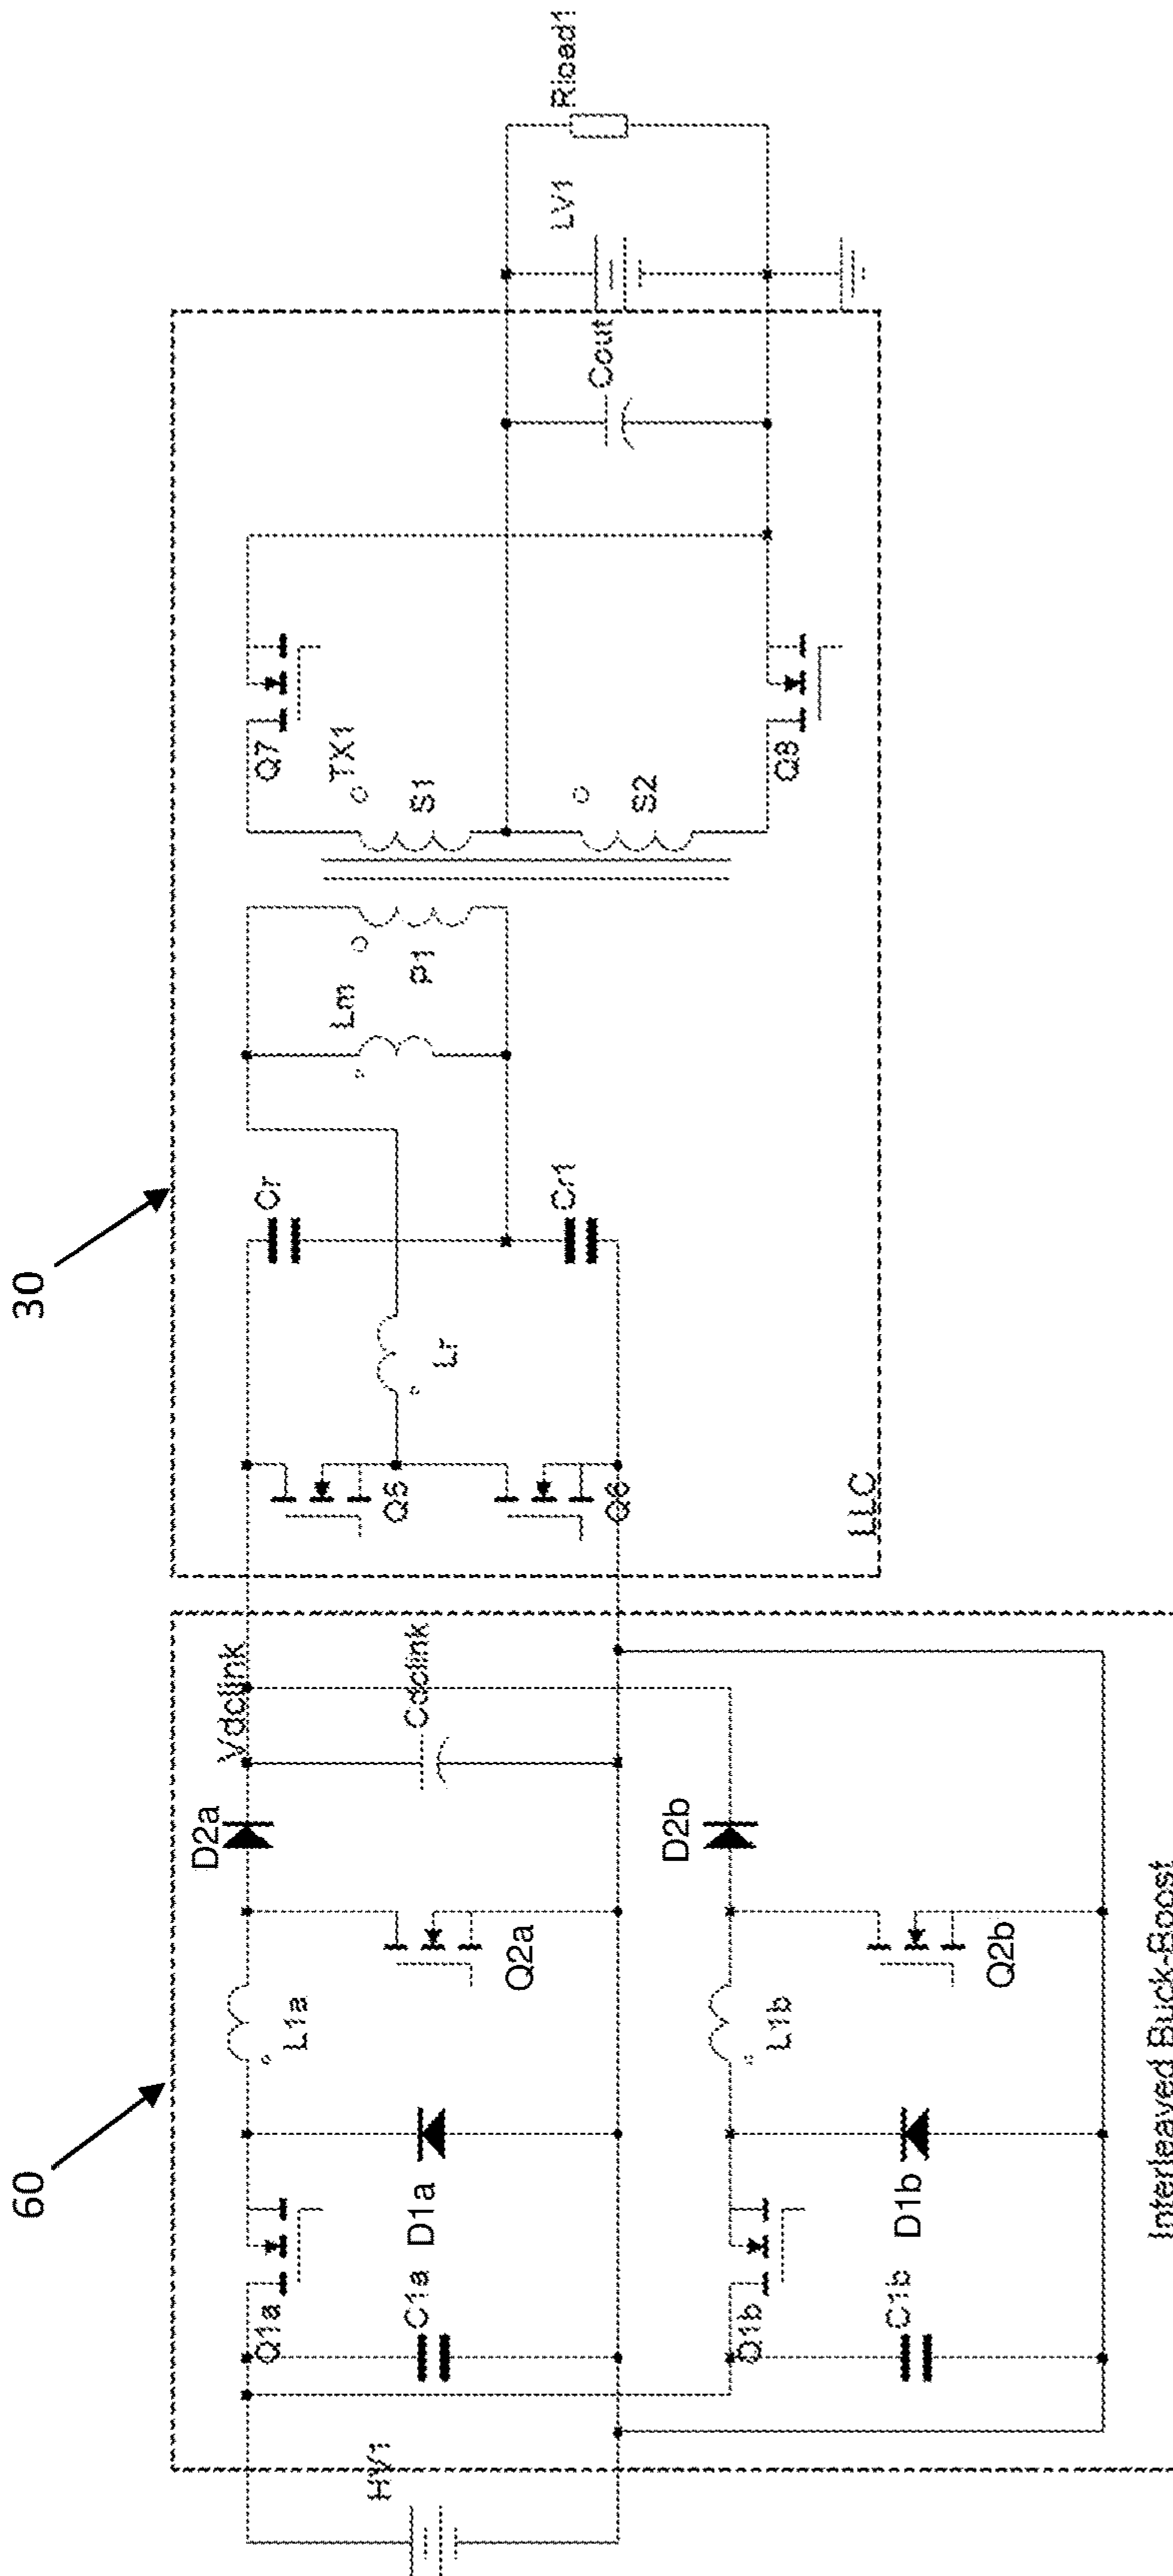 60
30
HV1
Q1a
C1a
D1a
L1a
Q2a
D2a
Vdclink
Cdclink
Q1b
C1b
D1b
L1b
Q2b
D2b
Interleaved Buck-Boost
Q5
Q6
Lr
Cr
Cr1
Lm
P1
TX1
S1
S2
Q7
Q8
Cout
LV1
Rload1
LLC